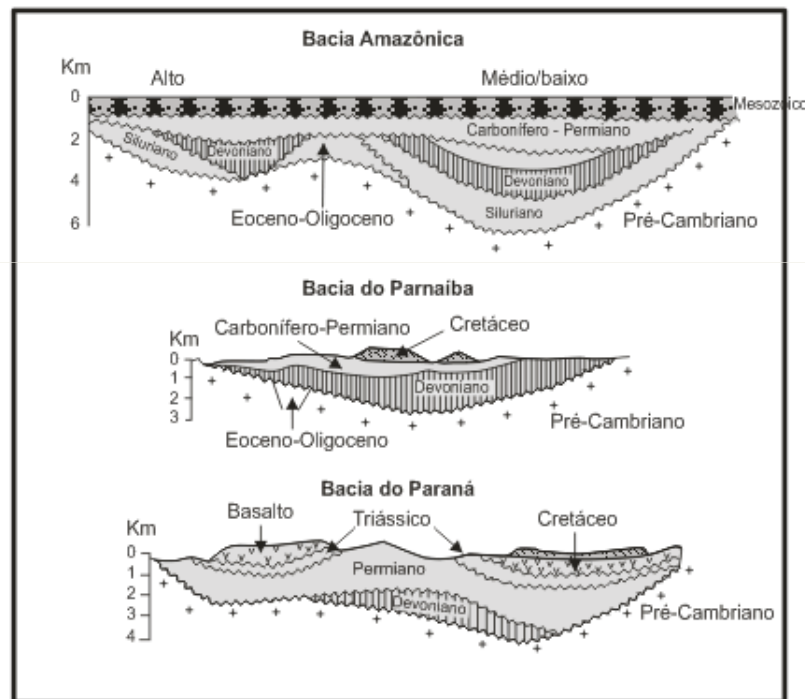 Bacia Amazônica
Km
Alto
Médio/baixo
0
2
4
6
Mesozoico
Carbonífero - Permiano
Siluriano
Devoniano
Devoniano
Siluriano
Eoceno-Oligoceno
Pré-Cambriano
Bacia do Parnaíba
Km
Carbonífero-Permiano
Cretáceo
0
1
2
3
Devoniano
Eoceno-Oligoceno
Pré-Cambriano
Bacia do Paraná
Km
Basalto
Triássico
Cretáceo
0
1
2
3
4
Permiano
Devoniano
Pré-Cambriano